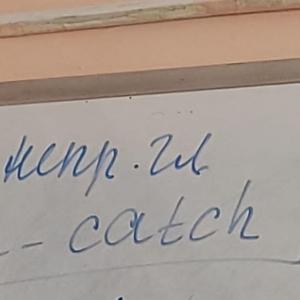 непр. гл
-- catch